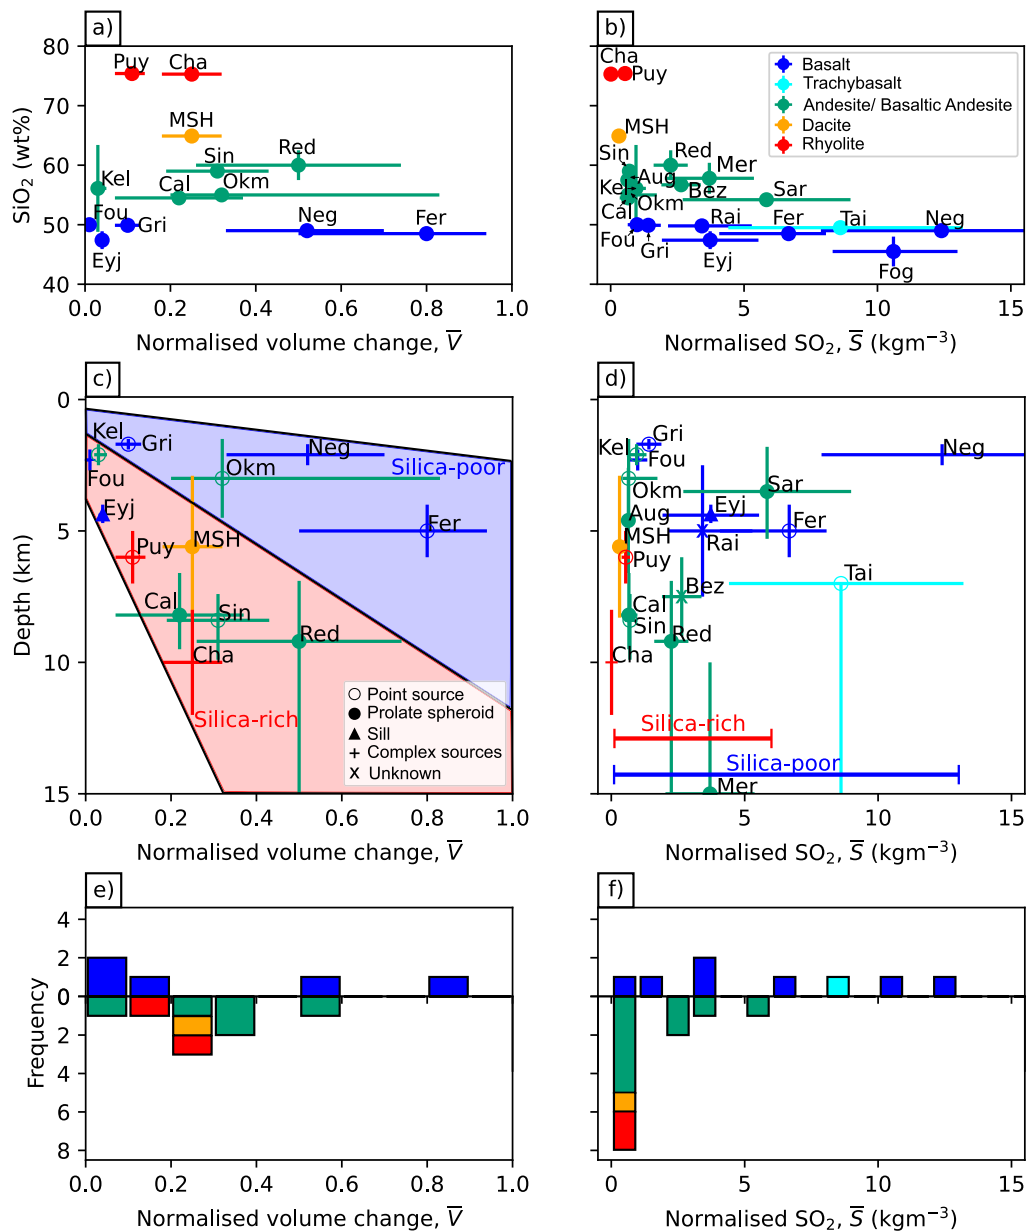 a)
80
70
60
50
40
SiO₂ (wt%)
Puy
Cha
MSH
Red
Sin
Kel
Cal
Okm
Fou
Gri
Neg
Fer
Eyj
0.0 0.2 0.4 0.6 0.8 1.0
Normalised volume change, V̅
b)
Cha
Puy
MSH
Red
Sin
Mer
Aug
Kel
Bez
Okm
Sar
Cal
Rai
Fer
Tai
Neg
Fou
Gri
Eyj
Fog
Basalt
Trachybasalt
Andesite/ Basaltic Andesite
Dacite
Rhyolite
0 5 10 15
Normalised SO₂, S̅ (kgm⁻³)
c)
0
5
10
15
Depth (km)
Kel
Gri
Neg
Silica-poor
Okm
Fou
Eyj
Fer
Puy
MSH
Cal
Sin
Red
Cha
Silica-rich
Point source
Prolate spheroid
Sill
Complex sources
Unknown
0.0 0.2 0.4 0.6 0.8 1.0
Normalised volume change, V̅
d)
Gri
Kel
Fou
Neg
Okm
Sar
Aug
Eyj
Fer
MSH
Rai
Puy
Tai
Bez
Cal
Sin
Red
Cha
Silica-rich
Silica-poor
Mer
0 5 10 15
Normalised SO₂, S̅ (kgm⁻³)
e)
4
2
0
2
4
6
8
Frequency
0.0 0.2 0.4 0.6 0.8 1.0
Normalised volume change, V̅
f)
4
2
0
2
4
6
8
0 5 10 15
Normalised SO₂, S̅ (kgm⁻³)